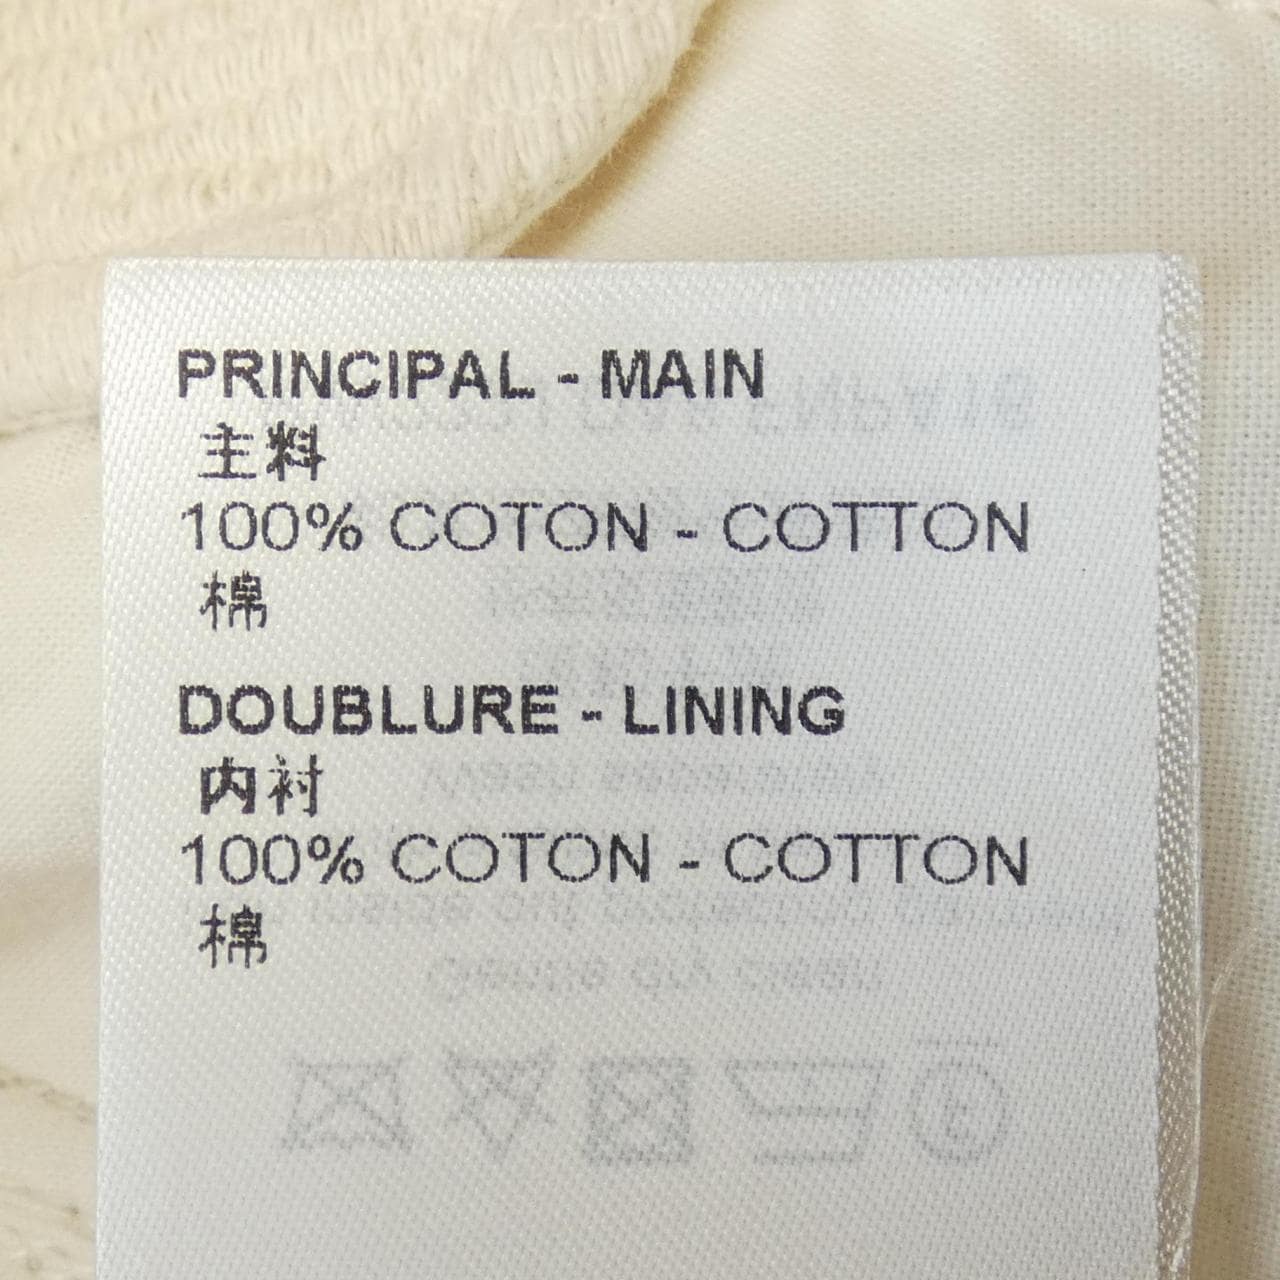 PRINCIPAL - MAIN
主料
100% COTON - COTTON
棉
DOUBLURE - LINING
内衬
100% COTON - COTTON
棉